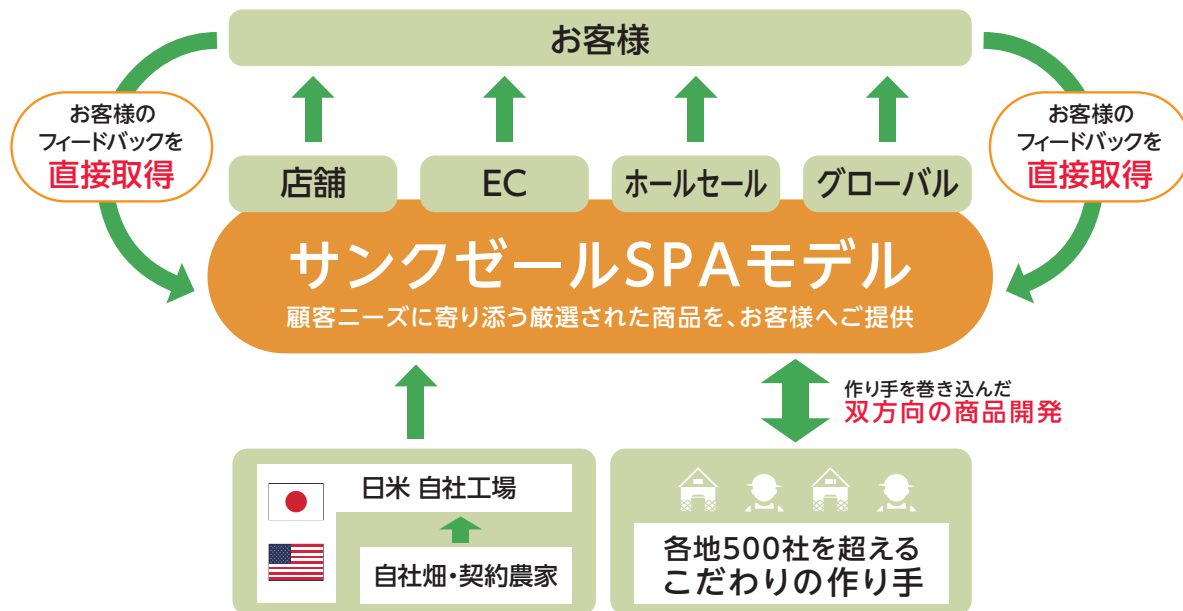 お客様
お客様の
フィードバックを
直接取得
お客様の
フィードバックを
直接取得
店舗
EC
ホールセール
グローバル
サンクゼールSPAモデル
顧客ニーズに寄り添う厳選された商品を、お客様へご提供
作り手を巻き込んだ
双方向の商品開発
日米 自社工場
自社畑・契約農家
各地500社を超える
こだわりの作り手